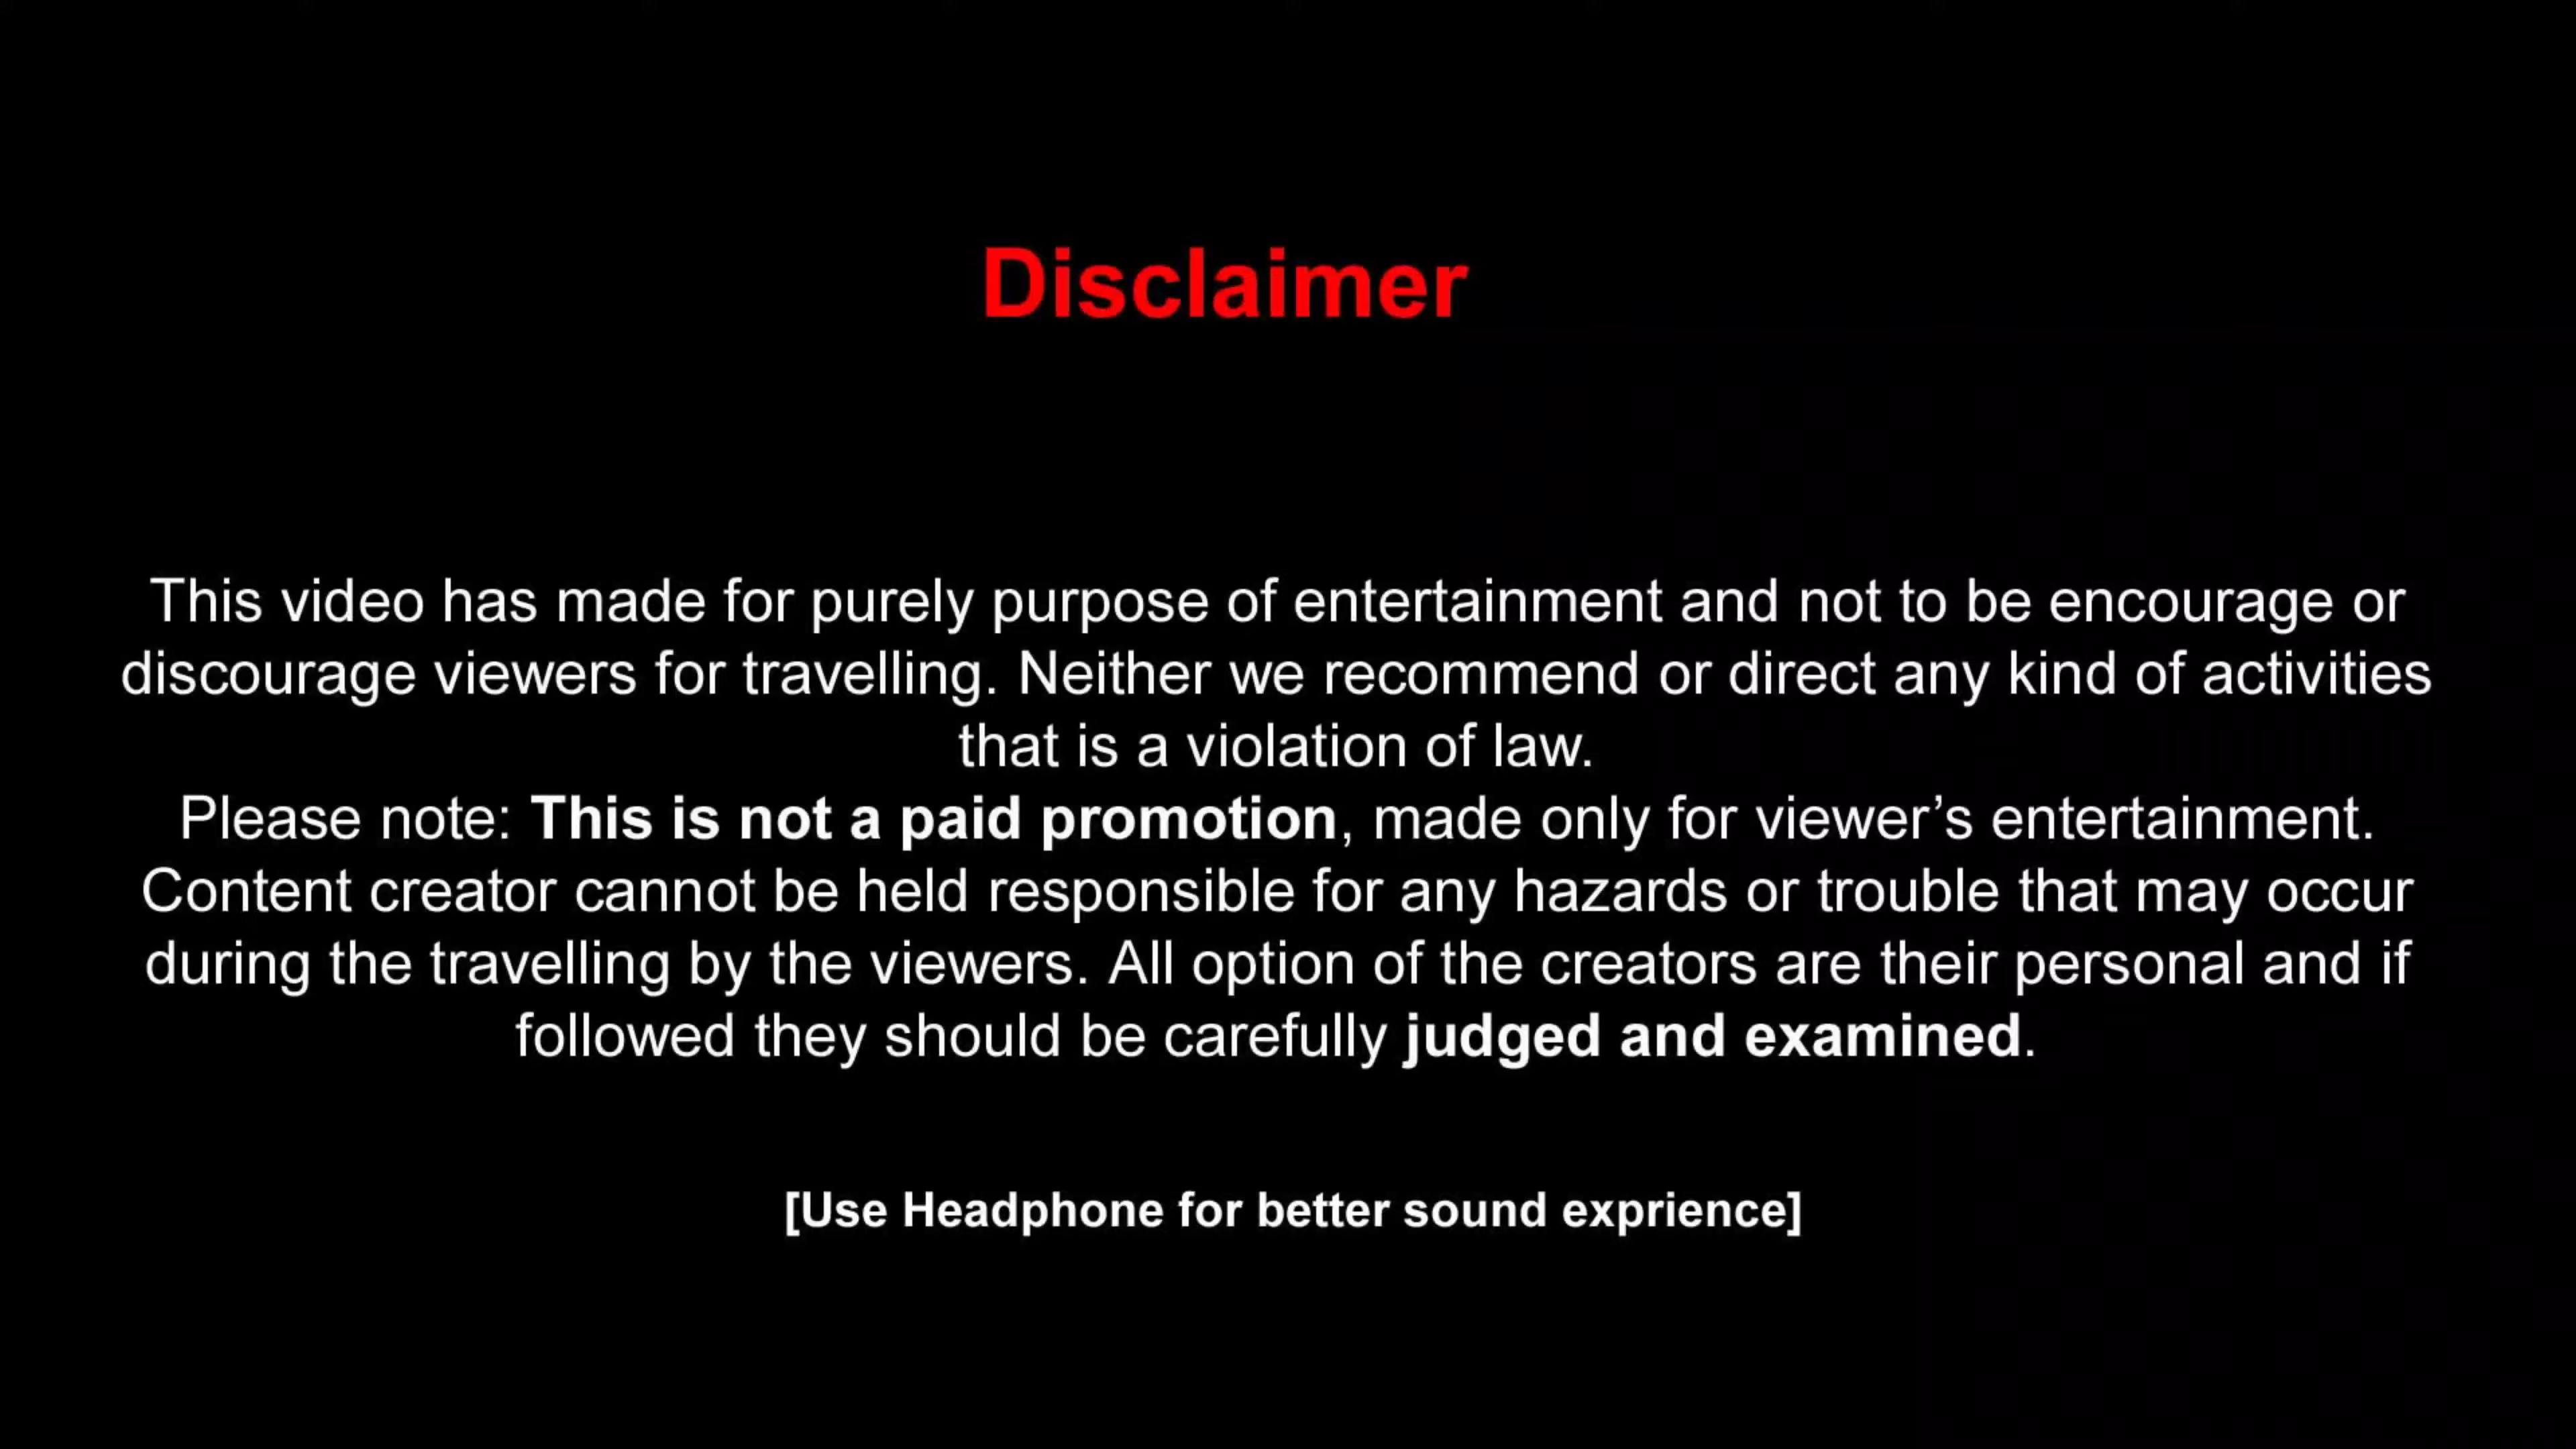 Disclaimer
This video has made for purely purpose of entertainment and not to be encourage or
discourage viewers for travelling. Neither we recommend or direct any kind of activities
that is a violation of law.
Please note: This is not a paid promotion, made only for viewer’s entertainment.
Content creator cannot be held responsible for any hazards or trouble that may occur
during the travelling by the viewers. All option of the creators are their personal and if
followed they should be carefully judged and examined.
[Use Headphone for better sound exprience]